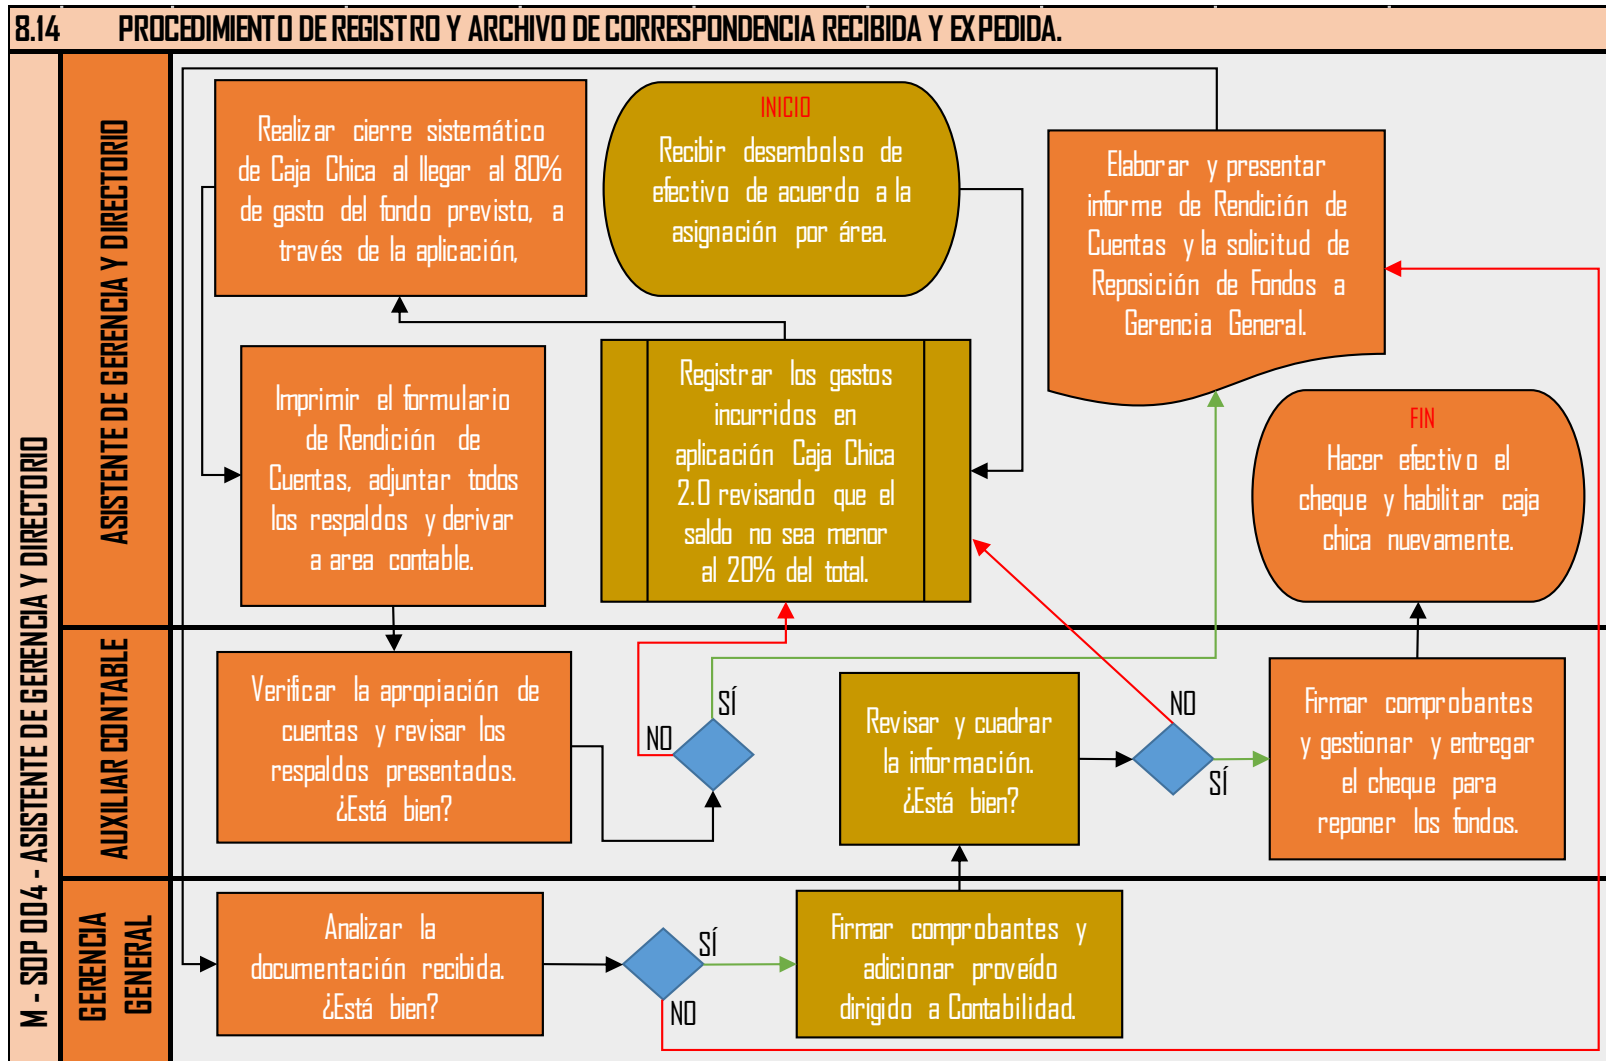 8.14 PROCEDIMIENTO DE REGISTRO Y ARCHIVO DE CORRESPONDENCIA RECIBIDA Y EXPEDIDA.
M - SOP 004 - ASISTENTE DE GERENCIA Y DIRECTORIO
ASISTENTE DE GERENCIA Y DIRECTORIO
Realizar cierre sistemático
de Caja Chica al llegar al 80%
de gasto del fondo previsto, a
través de la aplicación,
INICIO
Recibir desembolso de
efectivo de acuerdo a la
asignación por área.
Elaborar y presentar
informe de Rendición de
Cuentas y la solicitud de
Reposición de Fondos a
Gerencia General.
Imprimir el formulario
de Rendición de
Cuentas, adjuntar todos
los respaldos y derivar
a area contable.
Registrar los gastos
incurridos en
aplicación Caja Chica
2.0 revisando que el
saldo no sea menor
al 20% del total.
FIN
Hacer efectivo el
cheque y habilitar caja
chica nuevamente.
AUXILIAR CONTABLE
Verificar la apropiación de
cuentas y revisar los
respaldos presentados.
¿Está bien?
NO
SÍ
Revisar y cuadrar
la información.
¿Está bien?
NO
SÍ
Firmar comprobantes
y gestionar y entregar
el cheque para
reponer los fondos.
GERENCIA
GENERAL
Analizar la
documentación recibida.
¿Está bien?
SÍ
NO
Firmar comprobantes y
adicionar proveído
dirigido a Contabilidad.